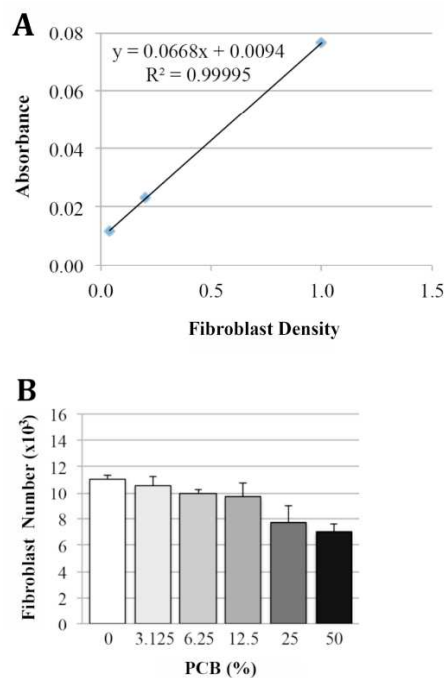 A
0.08
y = 0.0668x + 0.0094
R² = 0.99995
0.06
0.04
0.02
0.00
Absorbance
0.0 0.5 1.0 1.5
Fibroblast Density
B
16
14
12
10
8
6
4
2
0
Fibroblast Number (x10³)
0 3.125 6.25 12.5 25 50
PCB (%)